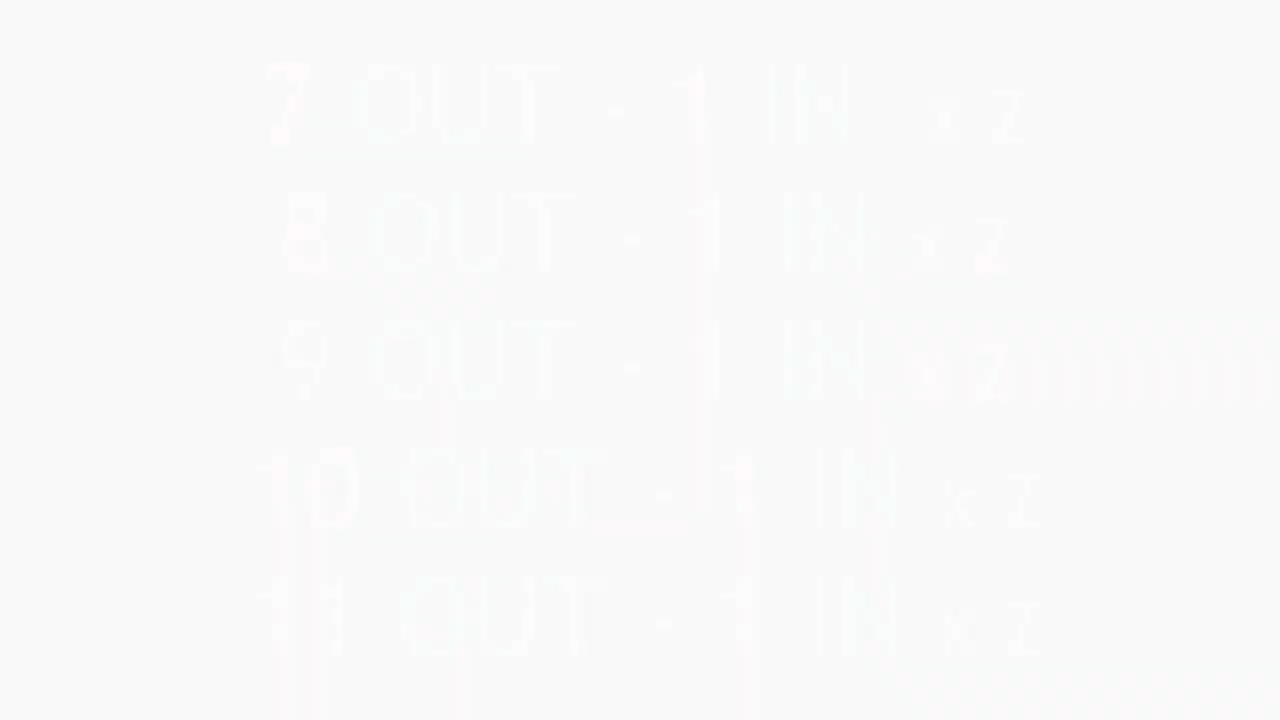 7 OUT - 1 IN x 2
8 OUT - 1 IN x 2
9 OUT - 1 IN x 2
10 OUT - 1 IN x 2
11 OUT - 1 IN x 2